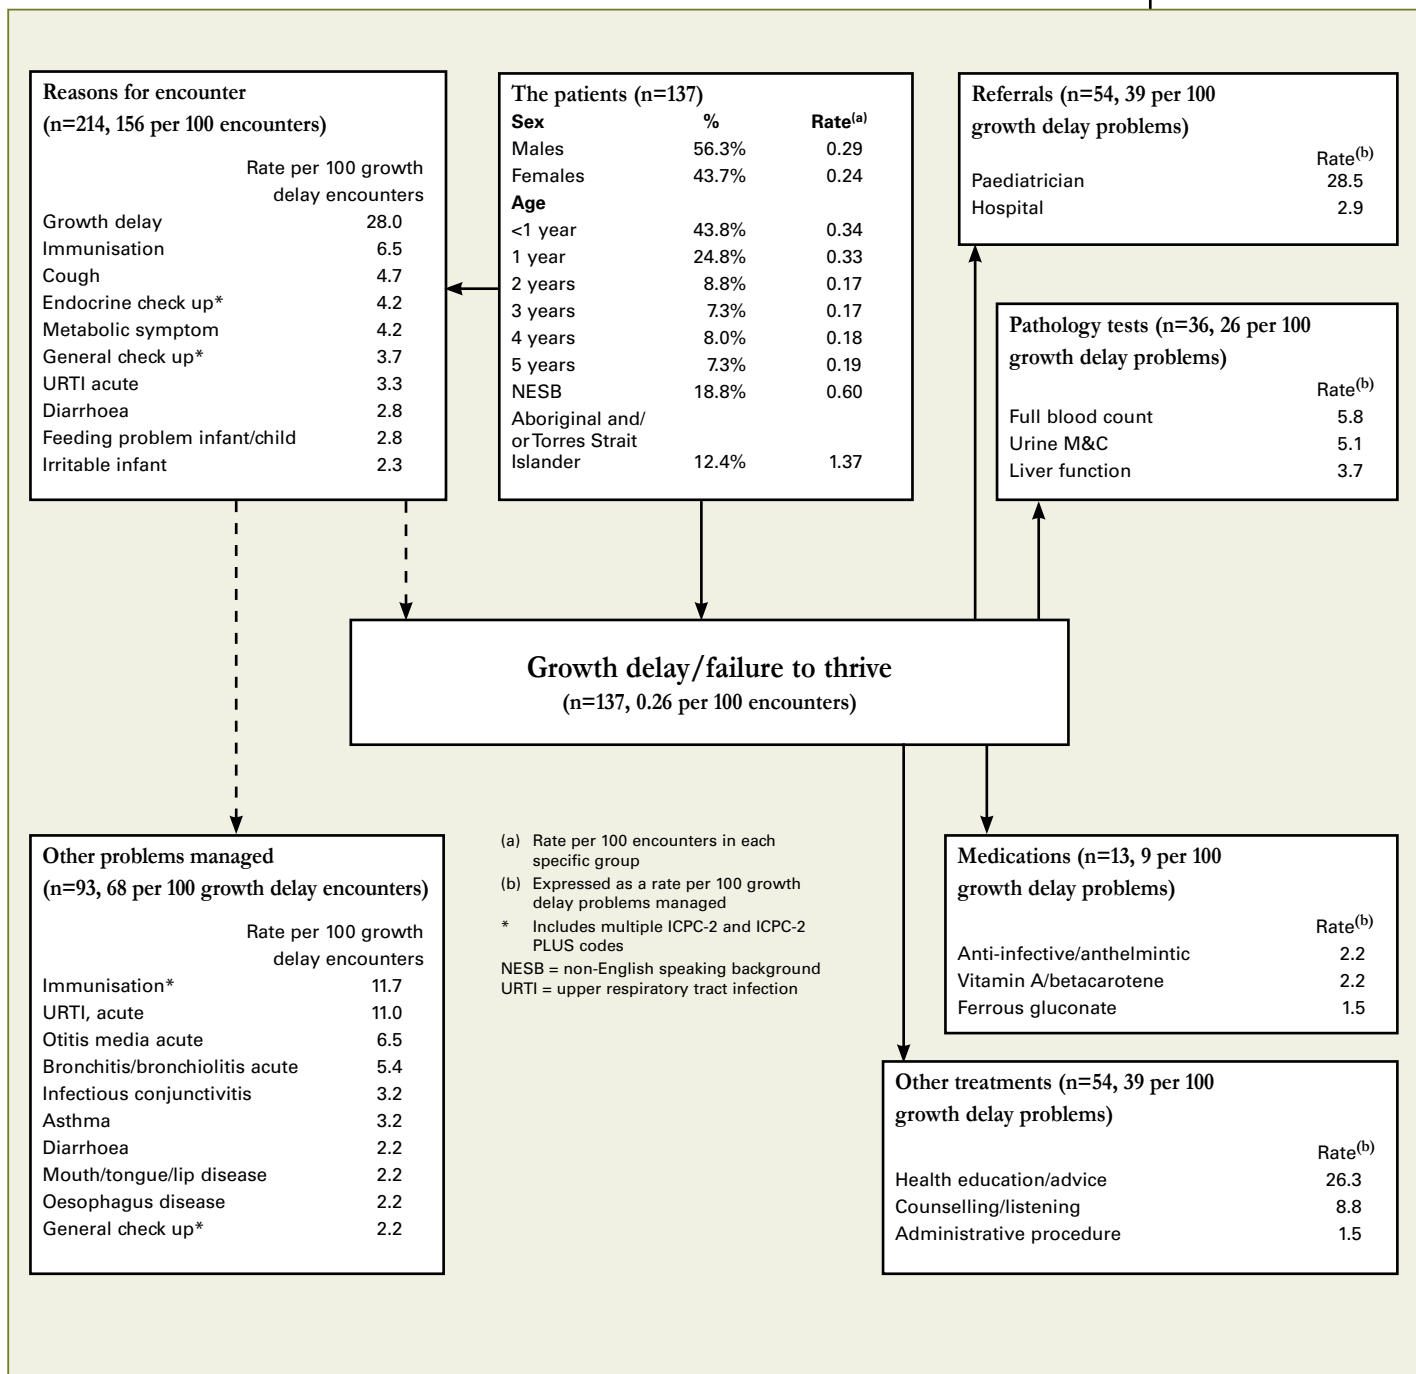 Reasons for encounter
(n=214, 156 per 100 encounters)
Rate per 100 growth
delay encounters
Growth delay 28.0
Immunisation 6.5
Cough 4.7
Endocrine check up* 4.2
Metabolic symptom 4.2
General check up* 3.7
URTI acute 3.3
Diarrhoea 2.8
Feeding problem infant/child 2.8
Irritable infant 2.3
The patients (n=137)
Sex % Rate(a)
Males 56.3% 0.29
Females 43.7% 0.24
Age
<1 year 43.8% 0.34
1 year 24.8% 0.33
2 years 8.8% 0.17
3 years 7.3% 0.17
4 years 8.0% 0.18
5 years 7.3% 0.19
NESB 18.8% 0.60
Aboriginal and/
or Torres Strait
Islander 12.4% 1.37
Referrals (n=54, 39 per 100
growth delay problems)
Rate(b)
Paediatrician 28.5
Hospital 2.9
Pathology tests (n=36, 26 per 100
growth delay problems)
Rate(b)
Full blood count 5.8
Urine M&C 5.1
Liver function 3.7
Growth delay/failure to thrive
(n=137, 0.26 per 100 encounters)
Other problems managed
(n=93, 68 per 100 growth delay encounters)
Rate per 100 growth
delay encounters
Immunisation* 11.7
URTI, acute 11.0
Otitis media acute 6.5
Bronchitis/bronchiolitis acute 5.4
Infectious conjunctivitis 3.2
Asthma 3.2
Diarrhoea 2.2
Mouth/tongue/lip disease 2.2
Oesophagus disease 2.2
General check up* 2.2
(a) Rate per 100 encounters in each
specific group
(b) Expressed as a rate per 100 growth
delay problems managed
* Includes multiple ICPC-2 and ICPC-2
PLUS codes
NESB = non-English speaking background
URTI = upper respiratory tract infection
Medications (n=13, 9 per 100
growth delay problems)
Rate(b)
Anti-infective/anthelmintic 2.2
Vitamin A/betacarotene 2.2
Ferrous gluconate 1.5
Other treatments (n=54, 39 per 100
growth delay problems)
Rate(b)
Health education/advice 26.3
Counselling/listening 8.8
Administrative procedure 1.5